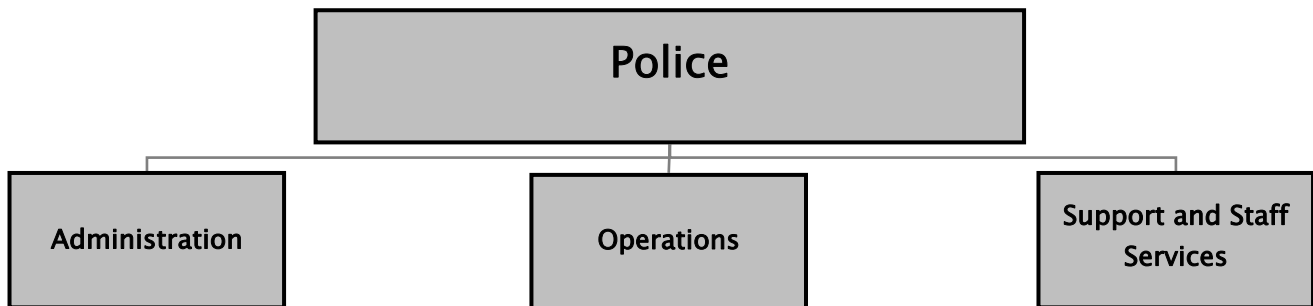 Police
Administration
Operations
Support and Staff
Services